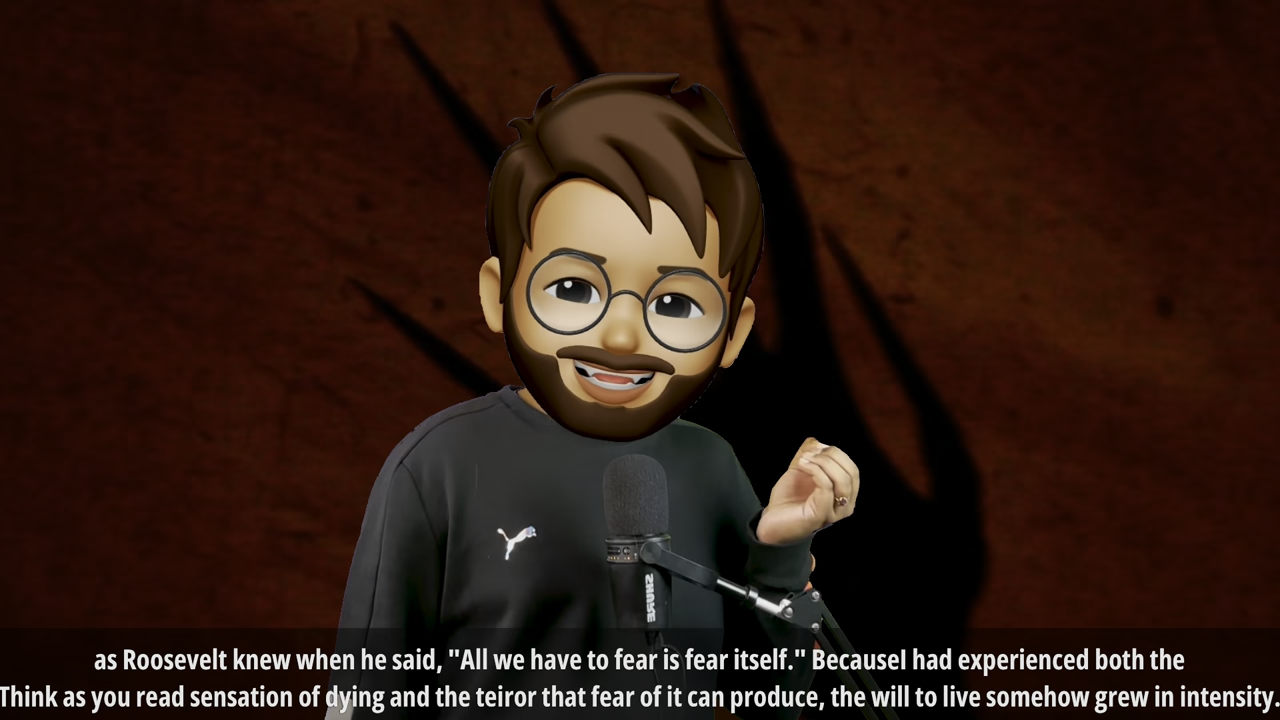 SHURE
as Roosevelt knew when he said, "All we have to fear is fear itself." BecauseI had experienced both the
Think as you read sensation of dying and the teiror that fear of it can produce, the will to live somehow grew in intensity.